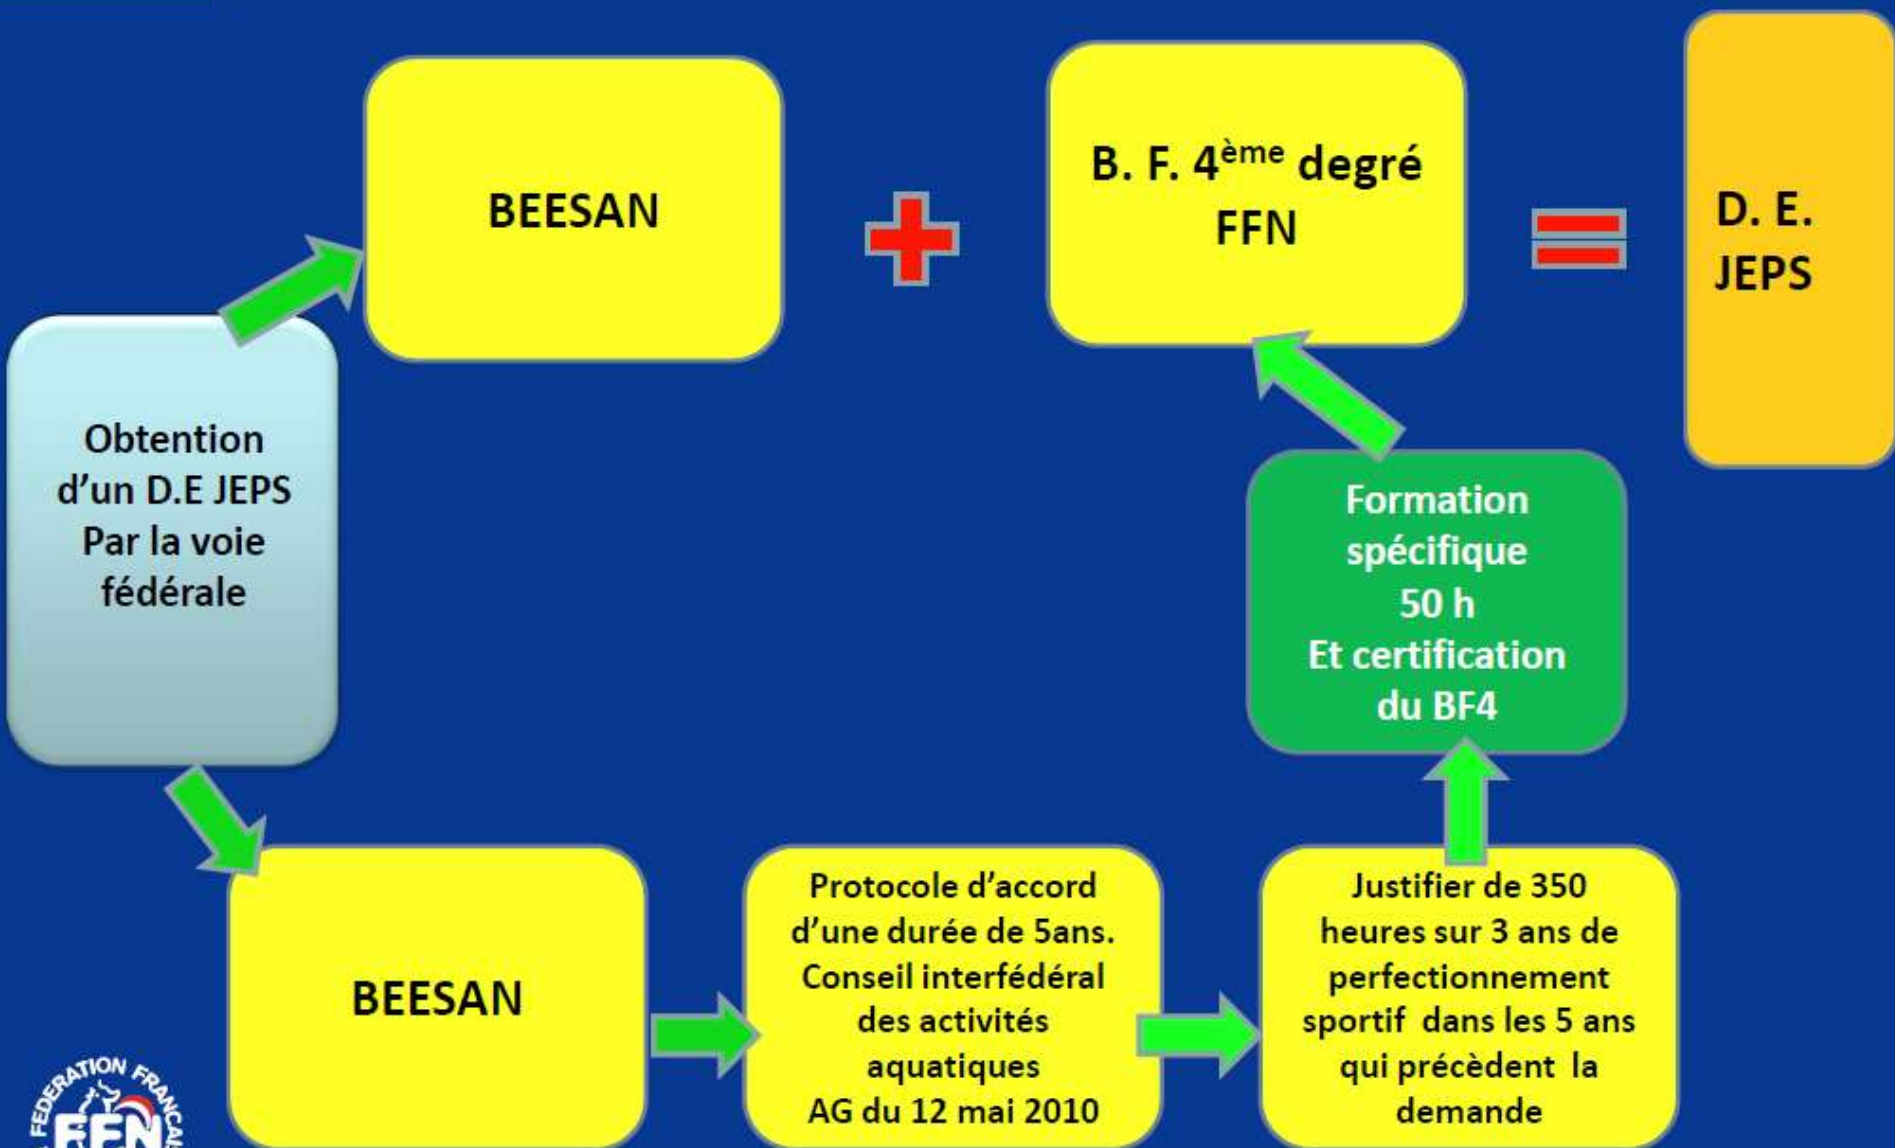 BEESAN
B. F. 4ème degré
FFN
D. E.
JEPS
Obtention
d'un D.E JEPS
Par la voie
fédérale
Formation
spécifique
50 h
Et certification
du BF4
BEESAN
Protocole d'accord
d'une durée de 5ans.
Conseil interfédéral
des activités
aquatiques
AG du 12 mai 2010
Justifier de 350
heures sur 3 ans de
perfectionnement
sportif dans les 5 ans
qui précèdent la
demande
FEDERATION
FFN